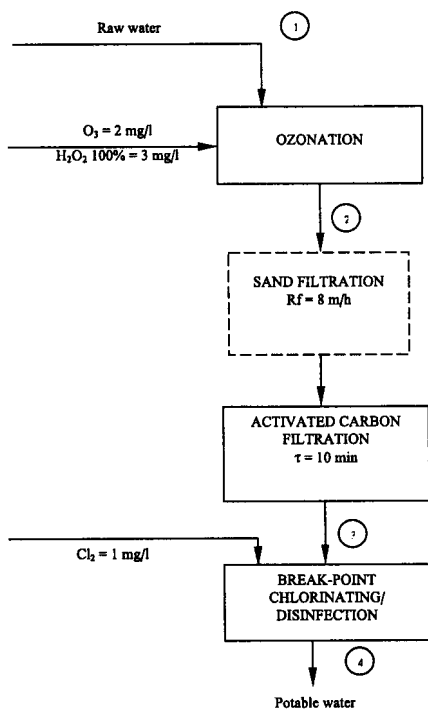 Raw water
1
O₃ = 2 mg/l
H₂O₂ 100% = 3 mg/l
OZONATION
2
SAND FILTRATION
Rf = 8 m/h
ACTIVATED CARBON
FILTRATION
τ = 10 min
3
Cl₂ = 1 mg/l
BREAK-POINT
CHLORINATING/
DISINFECTION
4
Potable water